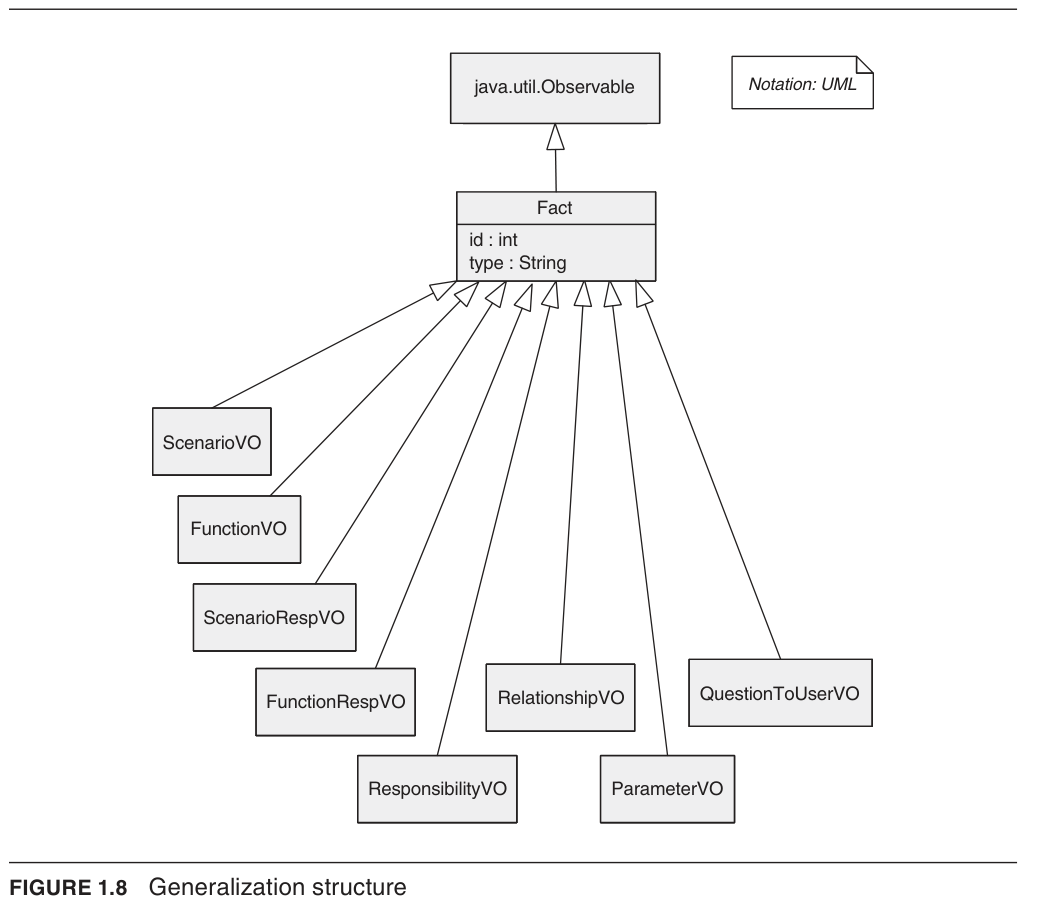 java.util.Observable
Notation: UML
Fact
id : int
type : String
ScenarioVO
FunctionVO
ScenarioRespVO
FunctionRespVO
RelationshipVO
QuestionToUserVO
ResponsibilityVO
ParameterVO
FIGURE 1.8 Generalization structure